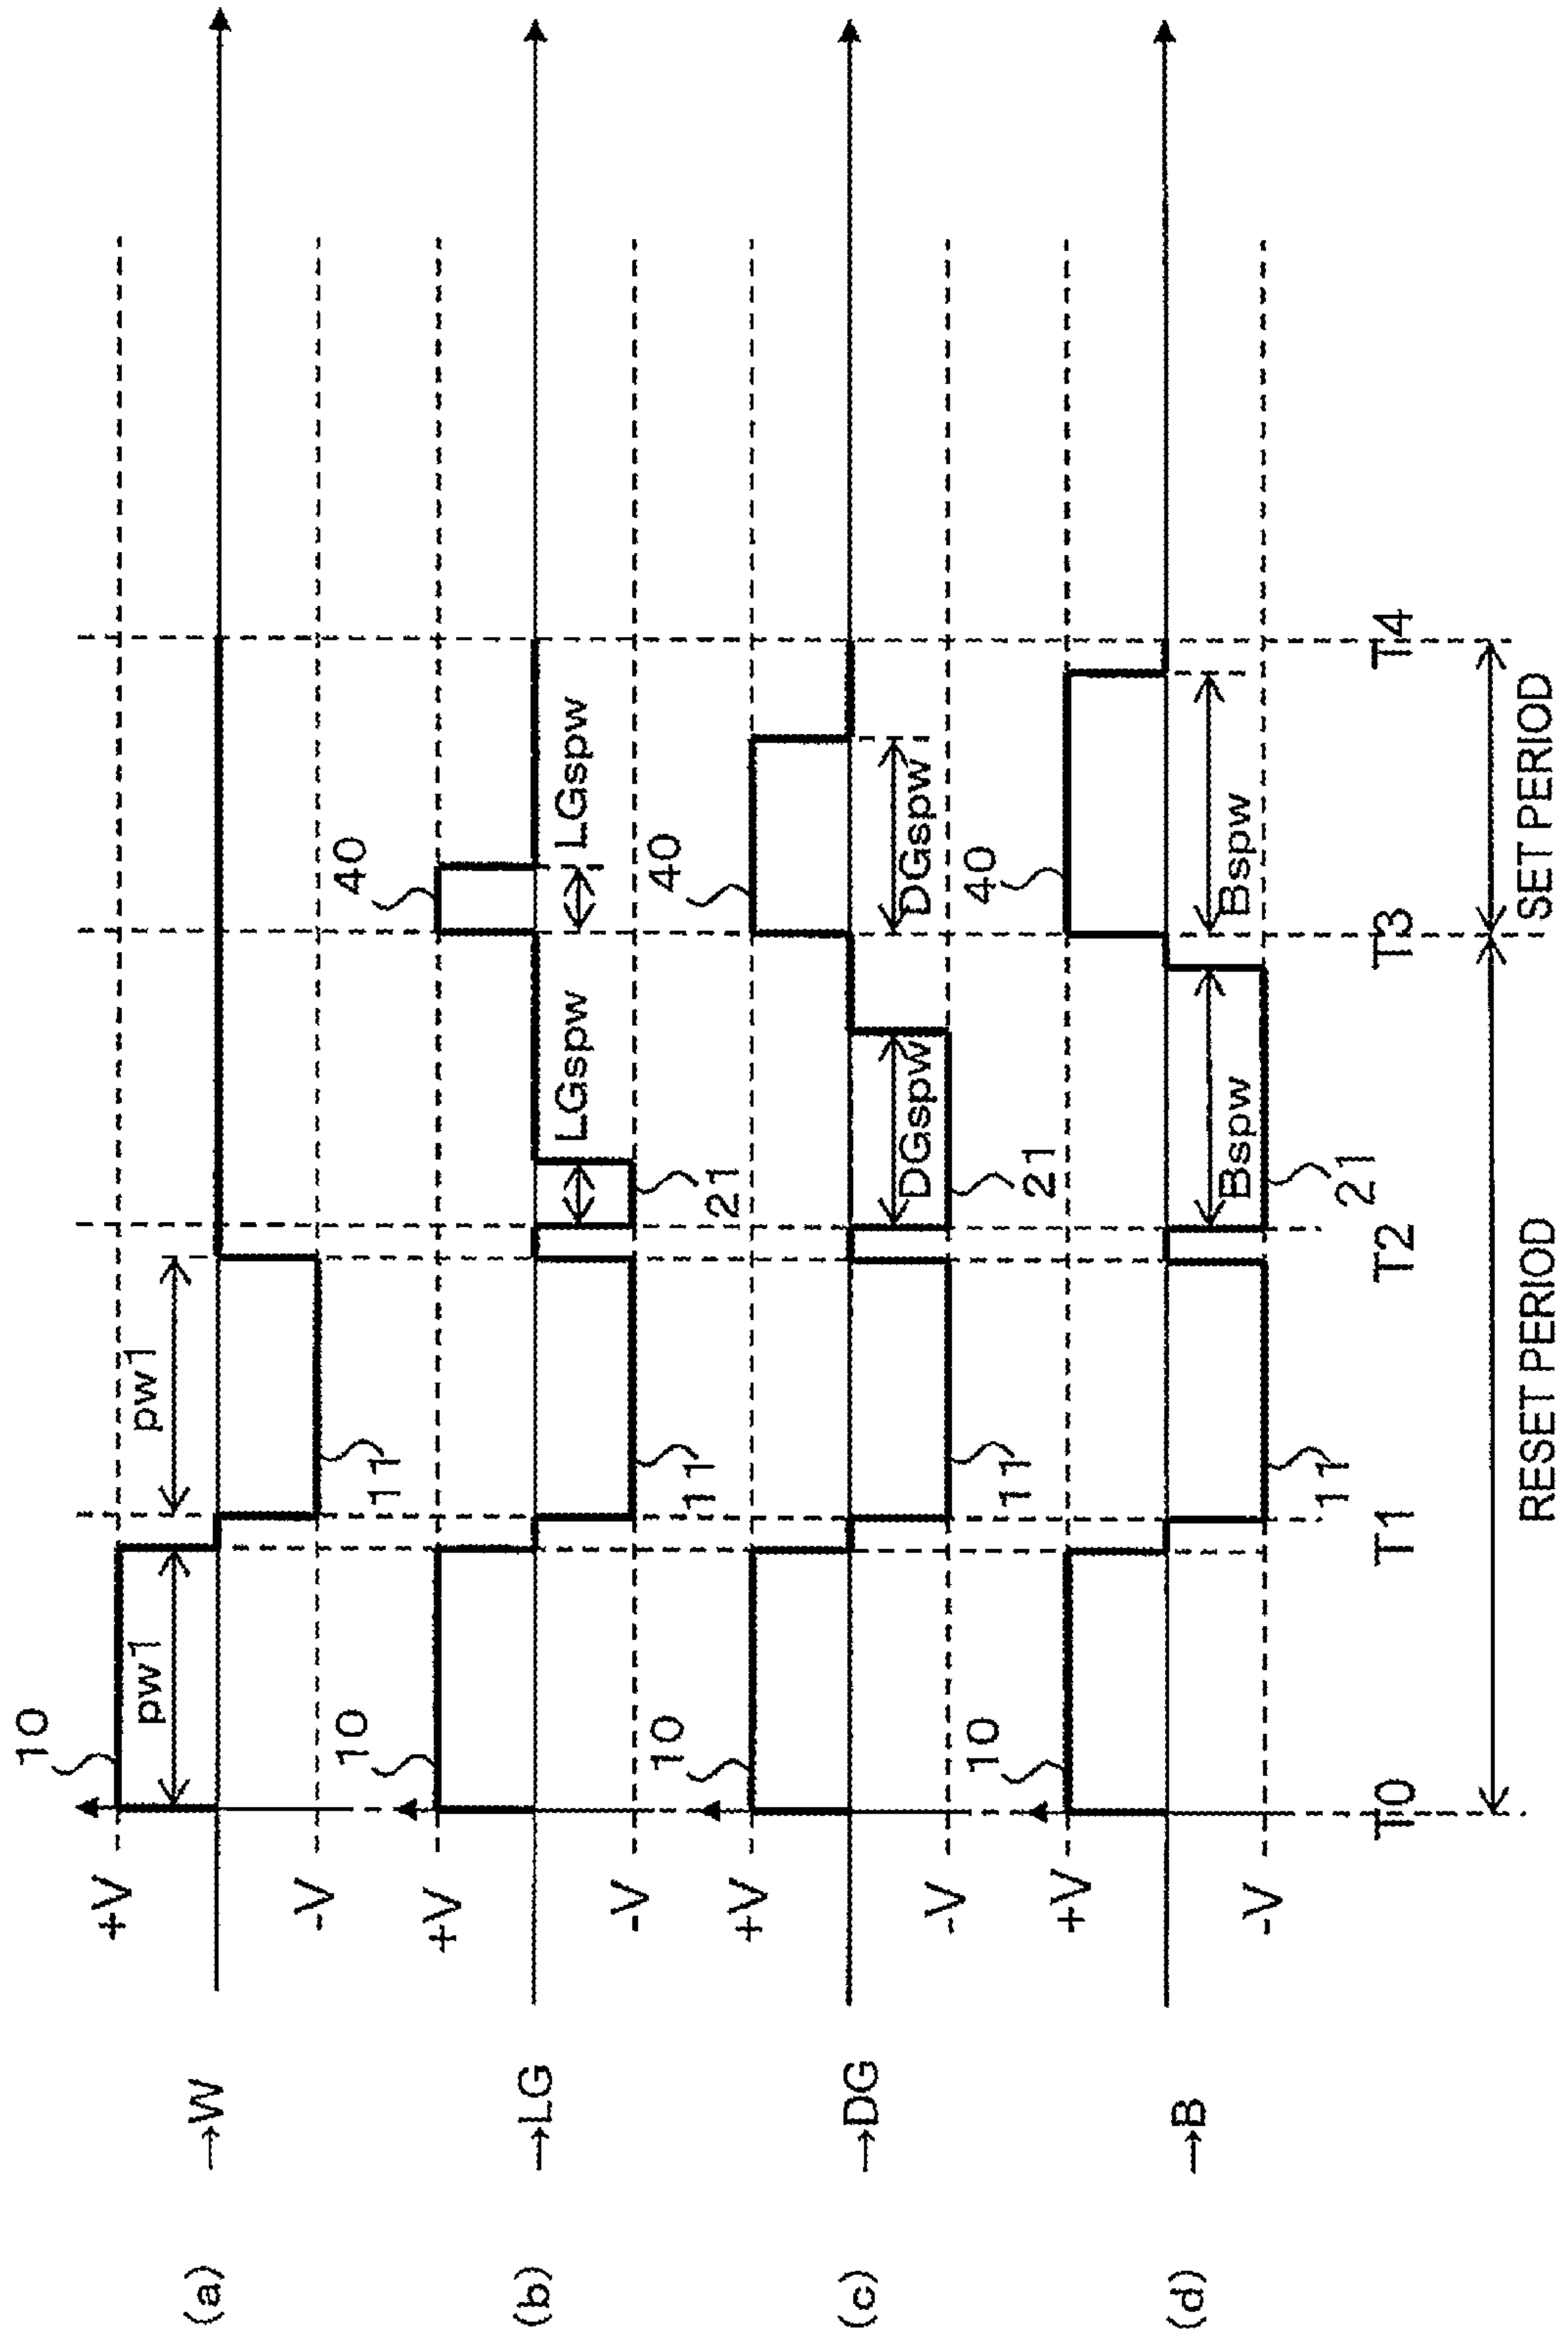 (a) →W
+V
-V
10
pw1
pw1
11
(b) →LG
+V
-V
10
11
21
LGspw
40
LGspw
(c) →DG
+V
-V
10
11
21
DGspw
40
DGspw
(d) →B
+V
-V
10
11
21
Bspw
40
Bspw
T0
T1
T2
T3
T4
RESET PERIOD
SET PERIOD